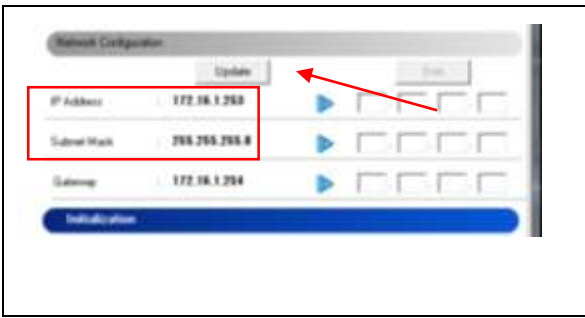 Network Configuration
Update
IP Address : 172.16.1.253
Subnet Mask : 255.255.255.0
Gateway : 172.16.1.254
Initialization